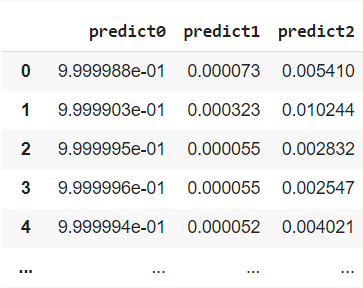 predict0 predict1 predict2
0 9.999988e-01 0.000073 0.005410
1 9.999903e-01 0.000323 0.010244
2 9.999995e-01 0.000055 0.002832
3 9.999996e-01 0.000055 0.002547
4 9.999994e-01 0.000052 0.004021
... ... ... ...